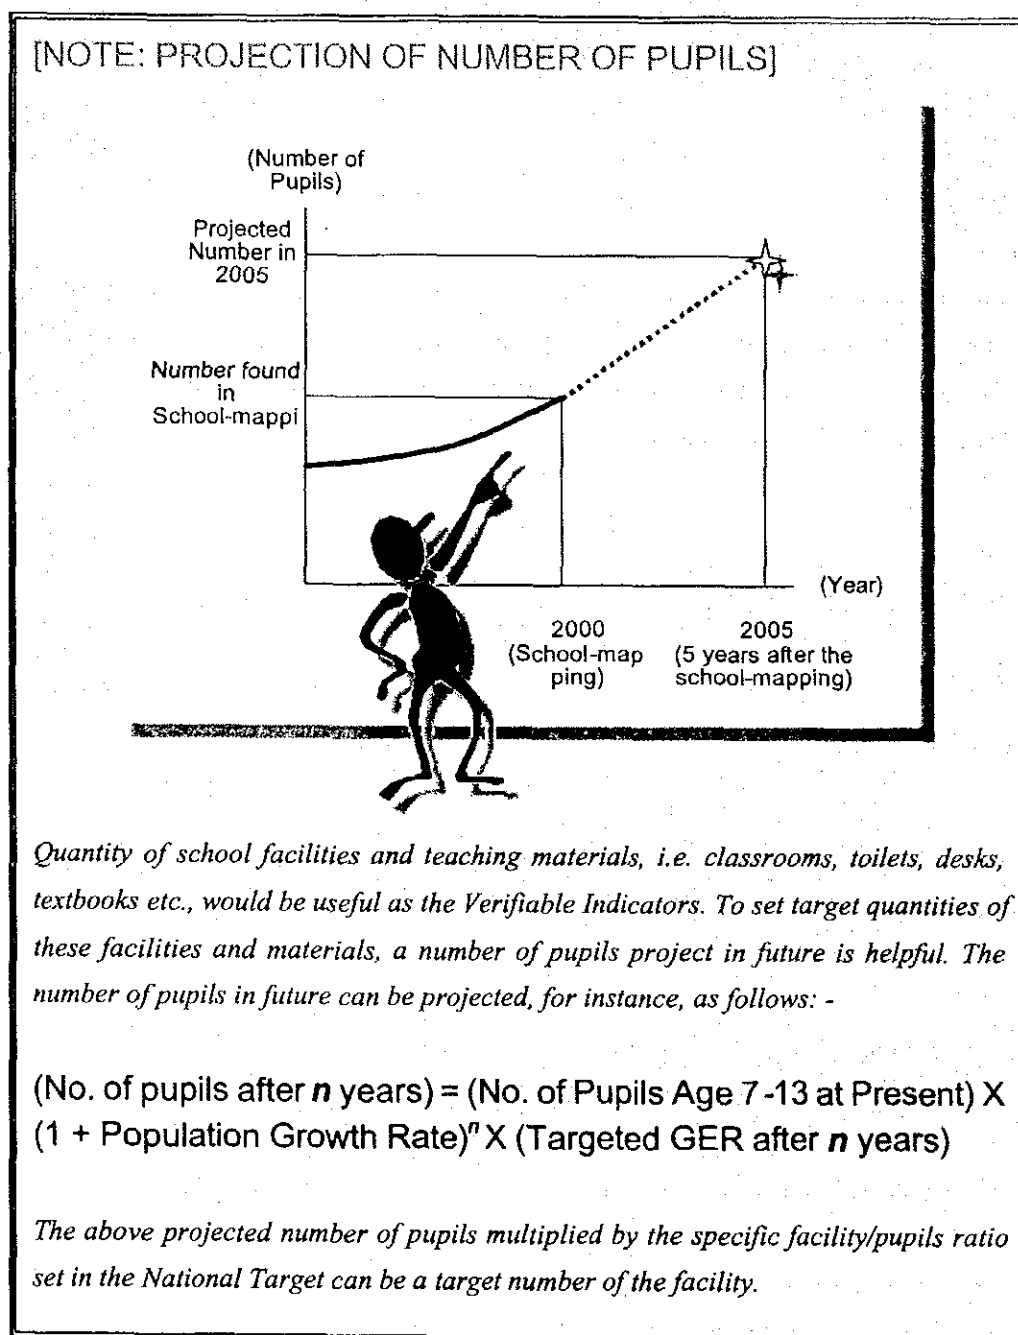 [NOTE: PROJECTION OF NUMBER OF PUPILS]
(Number of
Pupils)
Projected
Number in
2005
Number found
in
School-mappi
(Year)
2000
(School-map
ping)
2005
(5 years after the
school-mapping)
Quantity of school facilities and teaching materials, i.e. classrooms, toilets, desks,
textbooks etc., would be useful as the Verifiable Indicators. To set target quantities of
these facilities and materials, a number of pupils project in future is helpful. The
number of pupils in future can be projected, for instance, as follows: -
(No. of pupils after n years) = (No. of Pupils Age 7-13 at Present) X
(1 + Population Growth Rate)ⁿ X (Targeted GER after n years)
The above projected number of pupils multiplied by the specific facility/pupils ratio
set in the National Target can be a target number of the facility.